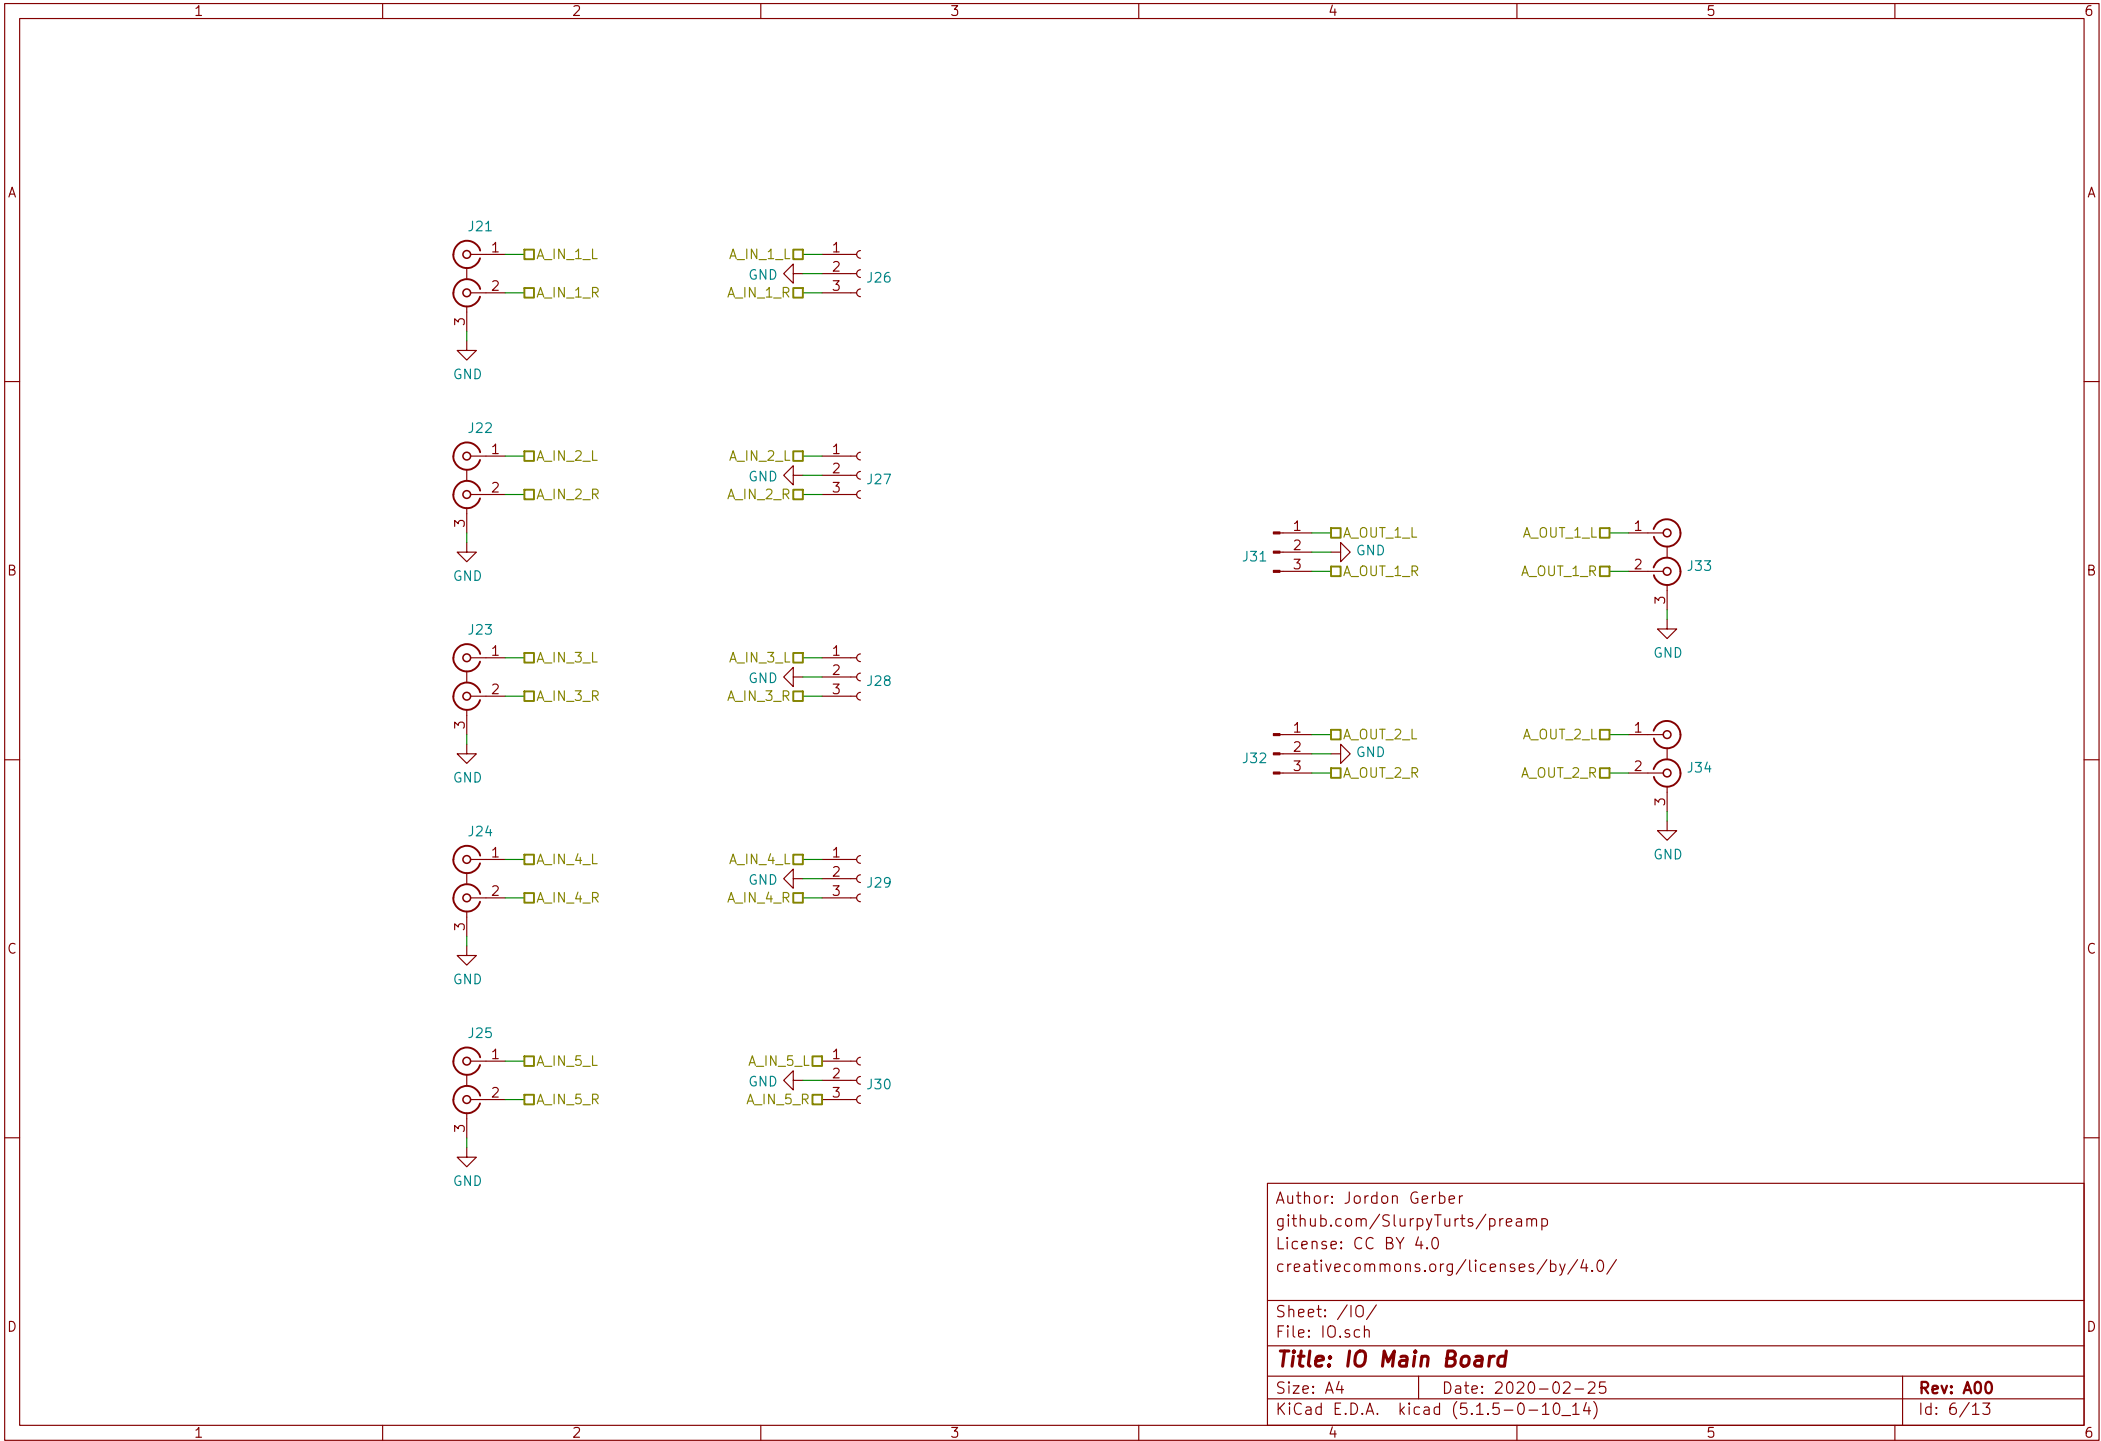 1 2 3 4 5 6
A A
J21
1 A_IN_1_L
2 A_IN_1_R
3
GND
A_IN_1_L 1
GND 2 J26
A_IN_1_R 3
J22
1 A_IN_2_L
2 A_IN_2_R
3
GND
A_IN_2_L 1
GND 2 J27
A_IN_2_R 3
B B
J31
1 A_OUT_1_L
2 GND
3 A_OUT_1_R
A_OUT_1_L 1
A_OUT_1_R 2 J33
3
GND
J23
1 A_IN_3_L
2 A_IN_3_R
3
GND
A_IN_3_L 1
GND 2 J28
A_IN_3_R 3
J32
1 A_OUT_2_L
2 GND
3 A_OUT_2_R
A_OUT_2_L 1
A_OUT_2_R 2 J34
3
GND
J24
1 A_IN_4_L
2 A_IN_4_R
3
GND
A_IN_4_L 1
GND 2 J29
A_IN_4_R 3
C C
J25
1 A_IN_5_L
2 A_IN_5_R
3
GND
A_IN_5_L 1
GND 2 J30
A_IN_5_R 3
Author: Jordon Gerber
github.com/SlurpyTurts/preamp
License: CC BY 4.0
creativecommons.org/licenses/by/4.0/
Sheet: /IO/
File: IO.sch
D D
Title: IO Main Board
Size: A4 Date: 2020-02-25 Rev: A00
KiCad E.D.A. kicad (5.1.5-0-10_14) Id: 6/13
1 2 3 4 5 6